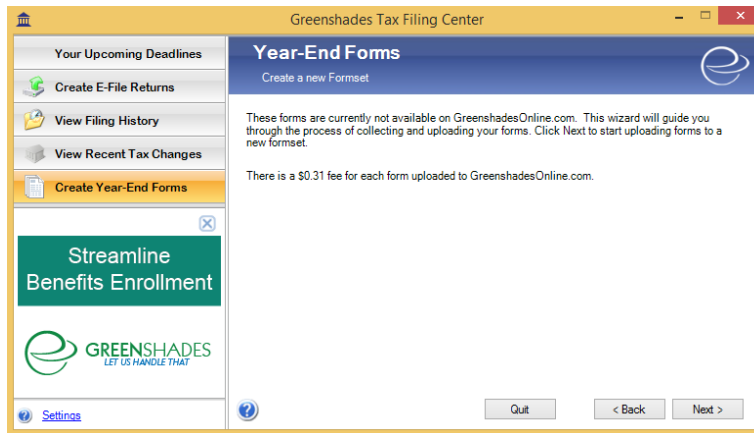 Greenshades Tax Filing Center
Your Upcoming Deadlines
Create E-File Returns
View Filing History
View Recent Tax Changes
Create Year-End Forms
Streamline
Benefits Enrollment
GREENSHADES
LET US HANDLE THAT
Settings
Year-End Forms
Create a new Formset
These forms are currently not available on GreenshadesOnline.com. This wizard will guide you
through the process of collecting and uploading your forms. Click Next to start uploading forms to a
new formset.
There is a $0.31 fee for each form uploaded to GreenshadesOnline.com.
Quit
< Back
Next >